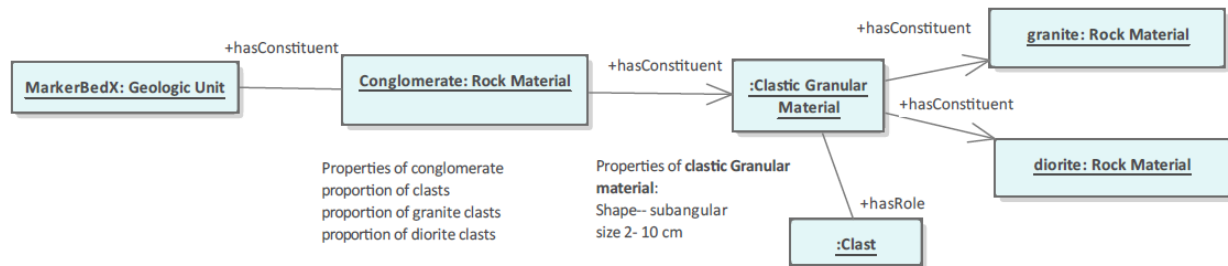 +hasConstituent
MarkerBedX: Geologic Unit
Conglomerate: Rock Material
+hasConstituent
:Clastic Granular
Material
+hasConstituent
granite: Rock Material
+hasConstituent
diorite: Rock Material
Properties of conglomerate
proportion of clasts
proportion of granite clasts
proportion of diorite clasts
Properties of clastic Granular
material:
Shape-- subangular
size 2- 10 cm
+hasRole
:Clast